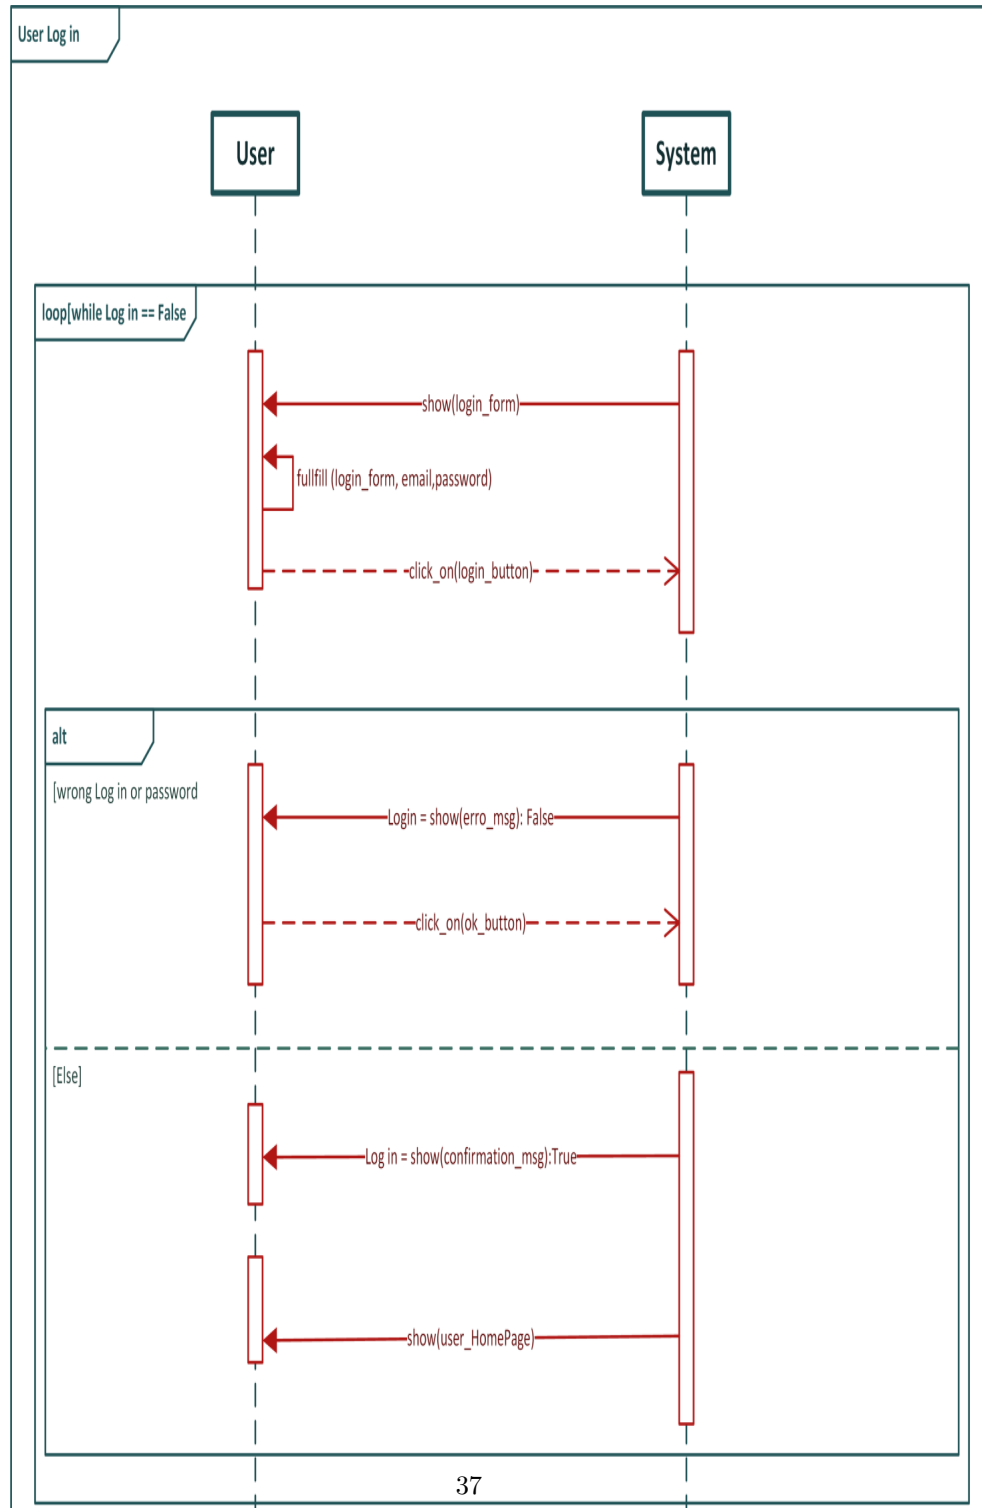 User Log in
User
System
loop[while Log in == False
show(login_form)
fullfill (login_form, email,password)
click_on(login_button)
alt
[wrong Log in or password
Login = show(erro_msg): False
click_on(ok_button)
[Else]
Log in = show(confirmation_msg):True
show(user_HomePage)
37